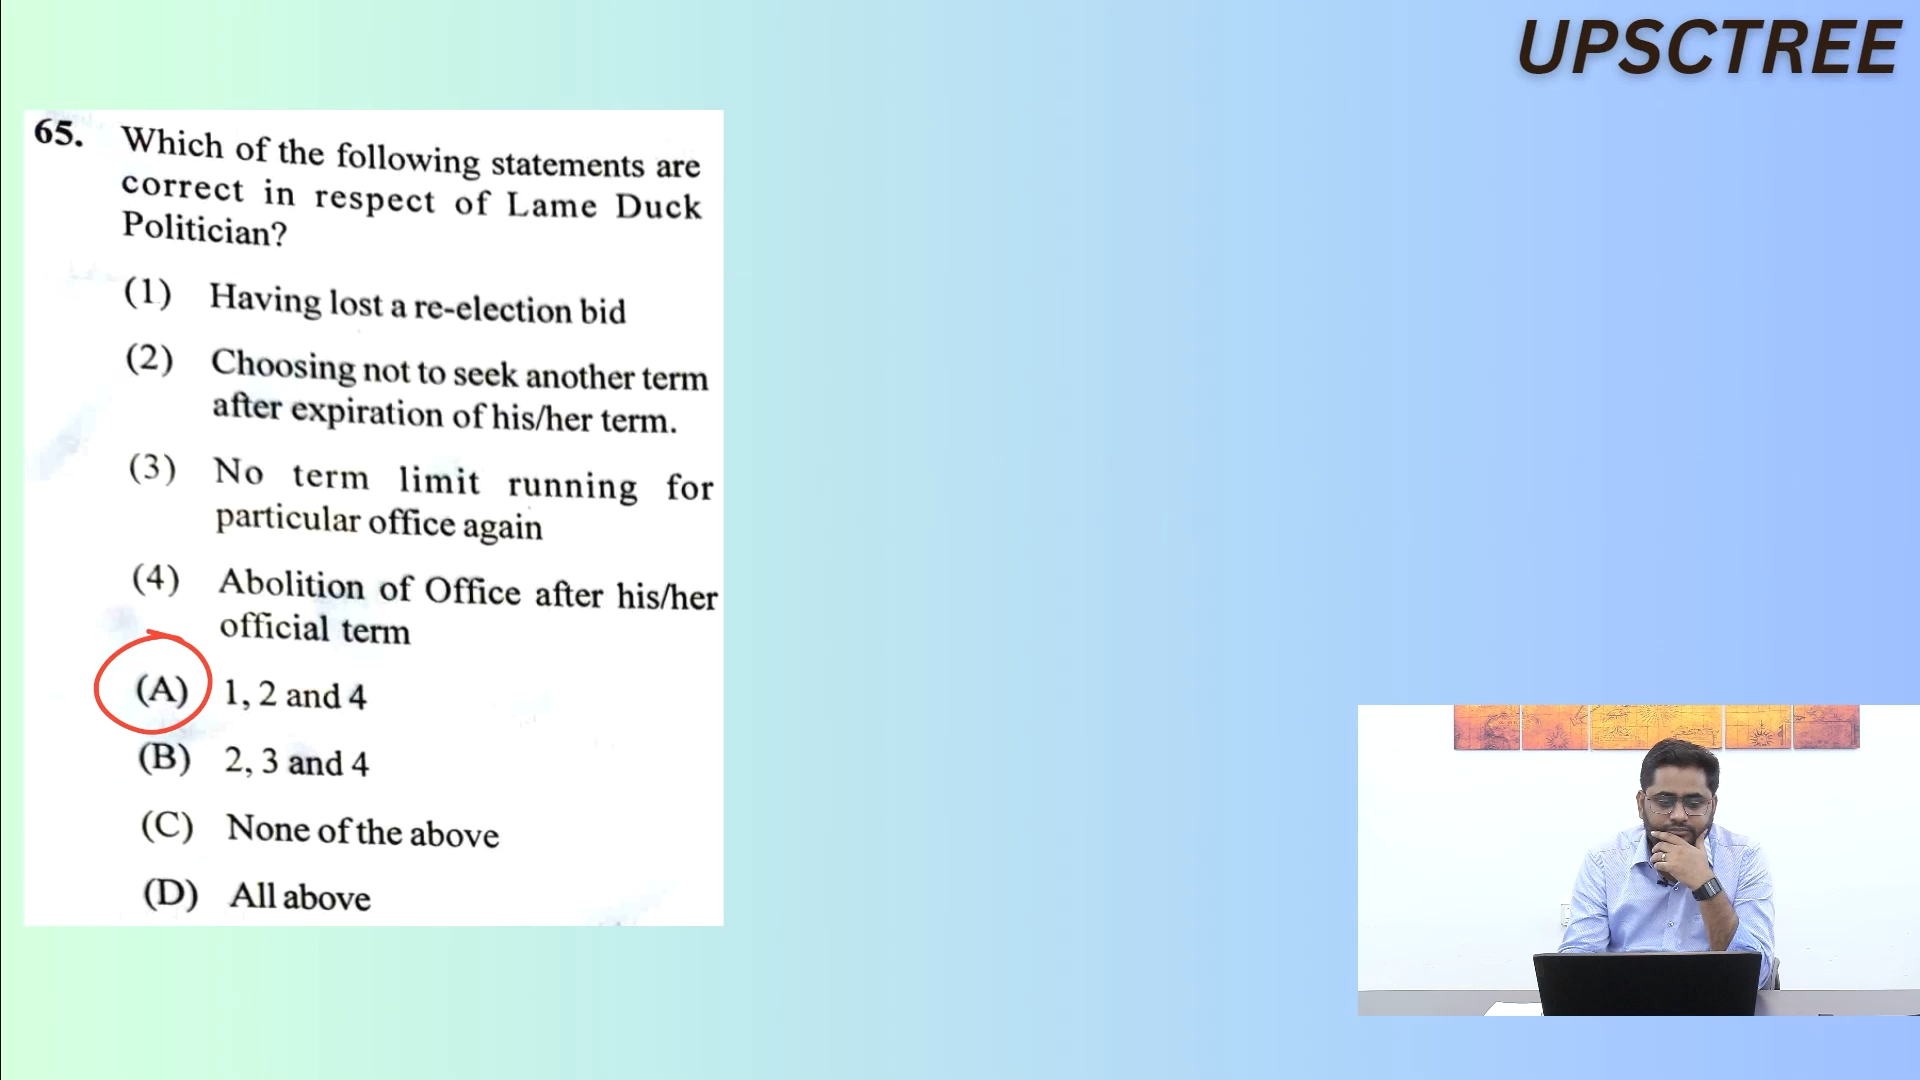 UPSCTREE
65. Which of the following statements are
correct in respect of Lame Duck
Politician?
(1) Having lost a re-election bid
(2) Choosing not to seek another term
after expiration of his/her term.
(3) No term limit running for
particular office again
(4) Abolition of Office after his/her
official term
(A) 1, 2 and 4
(B) 2, 3 and 4
(C) None of the above
(D) All above